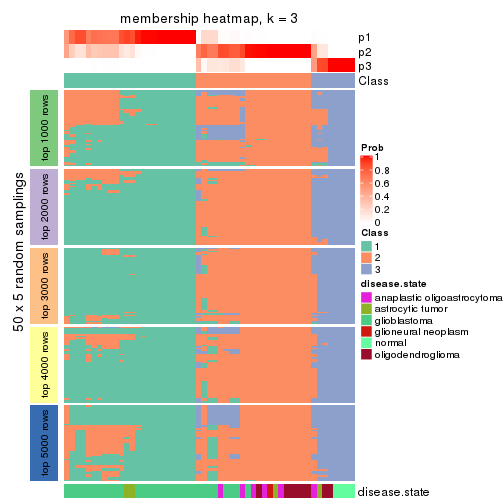 membership heatmap, k = 3
p1
p2
p3
Class
50 x 5 random samplings
top 1000 rows
top 2000 rows
top 3000 rows
top 4000 rows
top 5000 rows
disease.state
Prob
1
0.8
0.6
0.4
0.2
0
Class
1
2
3
disease.state
anaplastic oligoastrocytoma
astrocytic tumor
glioblastoma
glioneural neoplasm
normal
oligodendroglioma